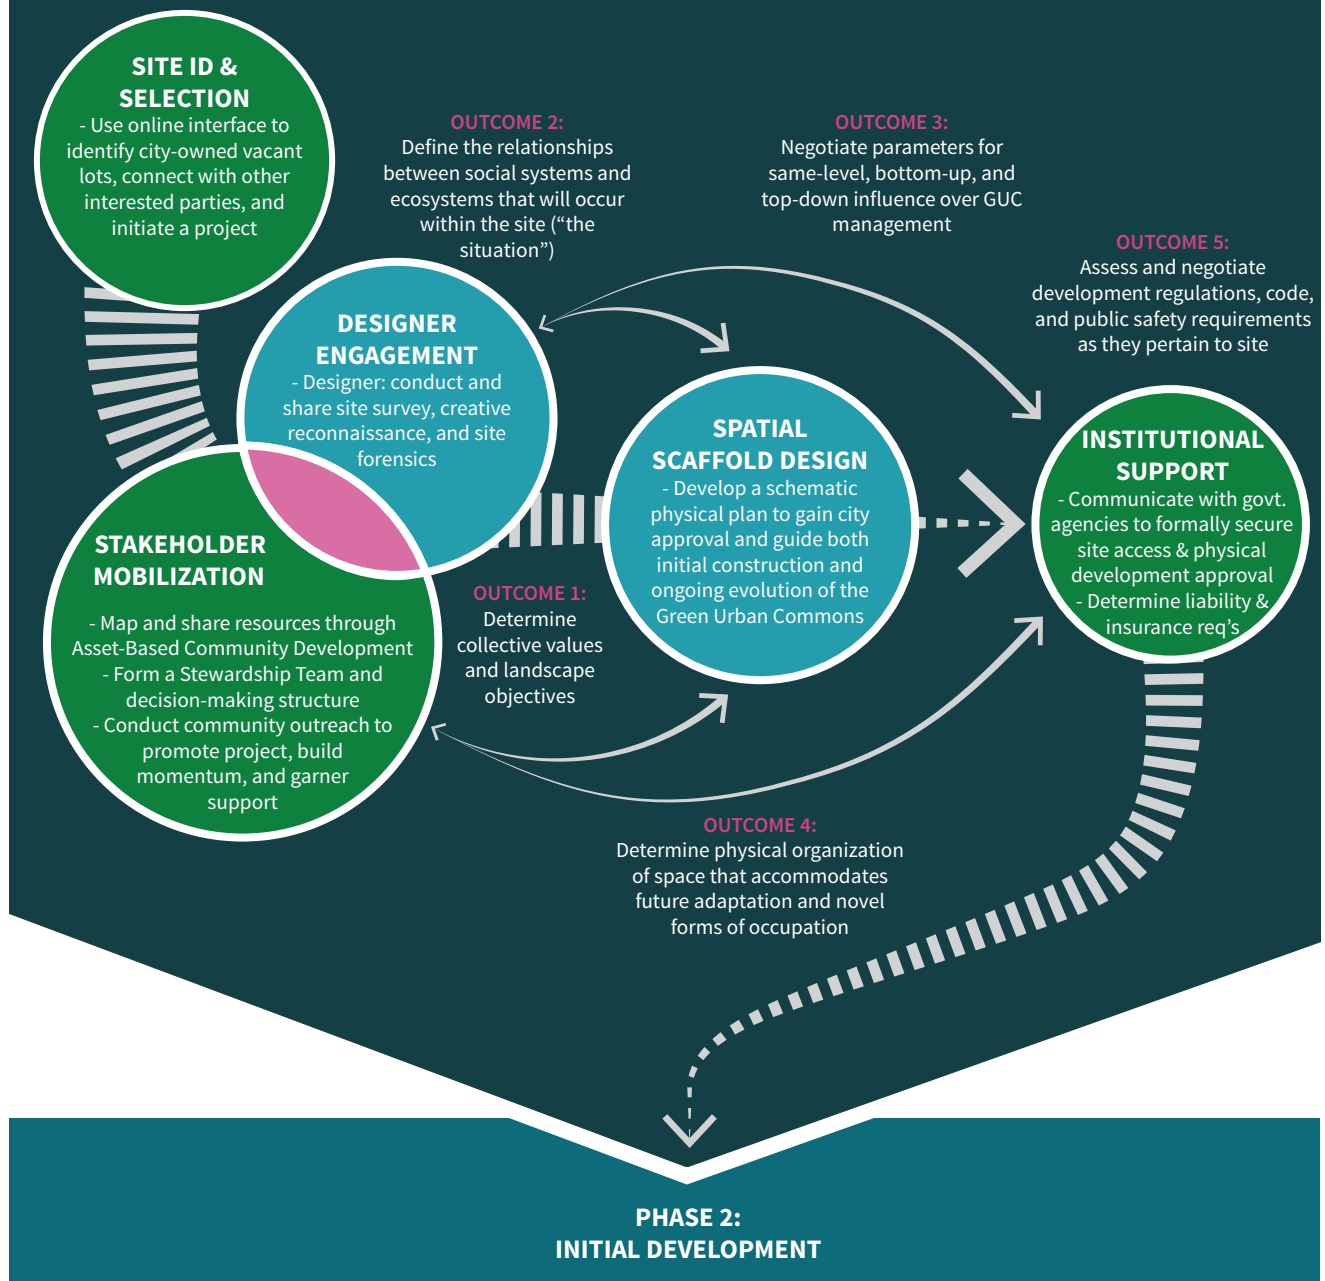 SITE ID &
SELECTION
- Use online interface to
identify city-owned vacant
lots, connect with other
interested parties, and
initiate a project
OUTCOME 2:
Define the relationships
between social systems and
ecosystems that will occur
within the site (“the
situation”)
OUTCOME 3:
Negotiate parameters for
same-level, bottom-up, and
top-down influence over GUC
management
OUTCOME 5:
Assess and negotiate
development regulations, code,
and public safety requirements
as they pertain to site
DESIGNER
ENGAGEMENT
- Designer: conduct and
share site survey, creative
reconnaissance, and site
forensics
SPATIAL
SCAFFOLD DESIGN
- Develop a schematic
physical plan to gain city
approval and guide both
initial construction and
ongoing evolution of the
Green Urban Commons
INSTITUTIONAL
SUPPORT
- Communicate with govt.
agencies to formally secure
site access & physical
development approval
- Determine liability &
insurance req’s
STAKEHOLDER
MOBILIZATION
- Map and share resources through
Asset-Based Community Development
- Form a Stewardship Team and
decision-making structure
- Conduct community outreach to
promote project, build
momentum, and garner
support
OUTCOME 1:
Determine
collective values
and landscape
objectives
OUTCOME 4:
Determine physical organization
of space that accommodates
future adaptation and novel
forms of occupation
PHASE 2:
INITIAL DEVELOPMENT